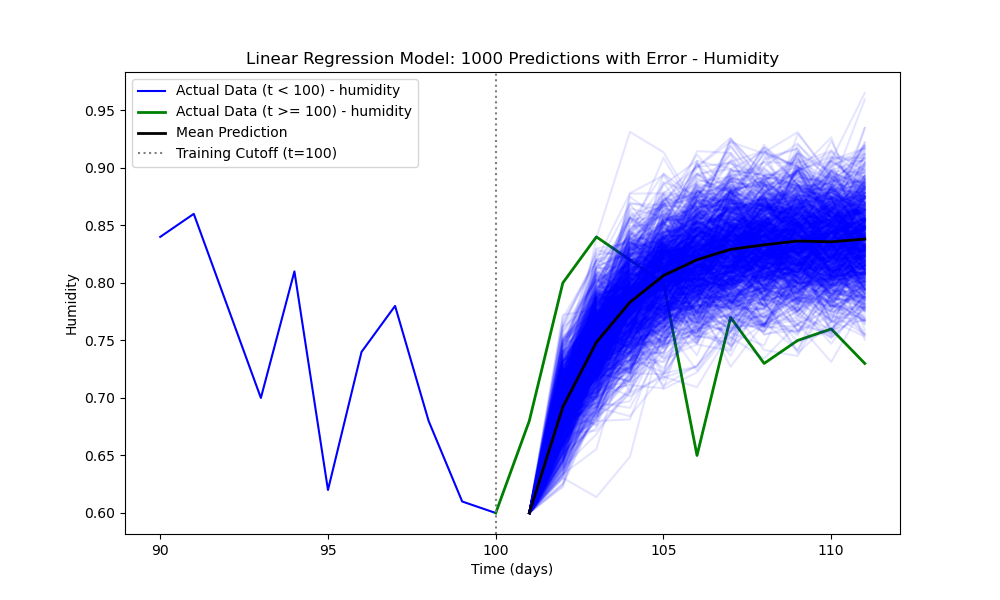 Linear Regression Model: 1000 Predictions with Error - Humidity
Actual Data (t < 100) - humidity
Actual Data (t >= 100) - humidity
Mean Prediction
Training Cutoff (t=100)
Humidity
0.95
0.90
0.85
0.80
0.75
0.70
0.65
0.60
90 95 100 105 110
Time (days)